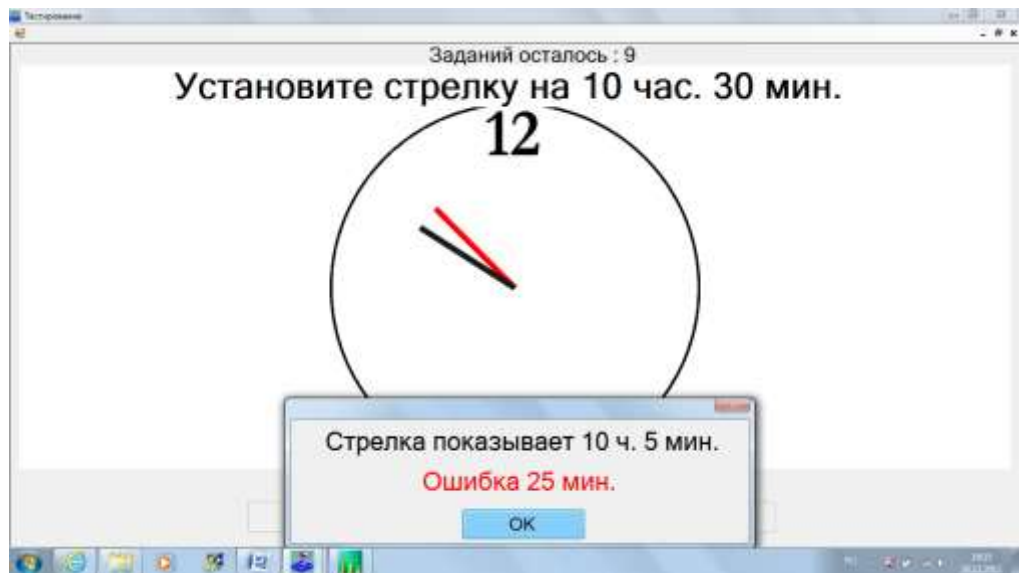 Тестирование
Заданий осталось : 9
Установите стрелку на 10 час. 30 мин.
12
Стрелка показывает 10 ч. 5 мин.
Ошибка 25 мин.
OK